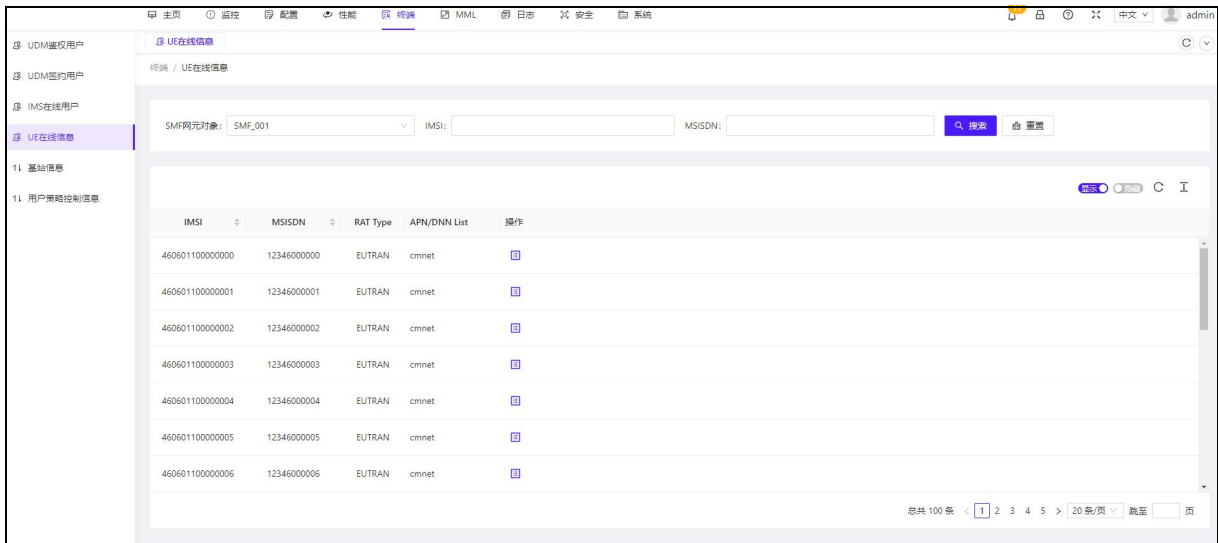 主页 监控 配置 性能 终端 MML 日志 安全 系统 中文 admin
UDM鉴权用户
UDM签约用户
IMS在线用户
UE在线信息
基站信息
用户策略控制信息
UE在线信息
终端 / UE在线信息
SMF网元对象: SMF_001 IMSI: MSISDN: 搜索 重置
显示 隐藏
IMSI MSISDN RAT Type APN/DNN List 操作
460601100000000 12346000000 EUTRAN cmnet
460601100000001 12346000001 EUTRAN cmnet
460601100000002 12346000002 EUTRAN cmnet
460601100000003 12346000003 EUTRAN cmnet
460601100000004 12346000004 EUTRAN cmnet
460601100000005 12346000005 EUTRAN cmnet
460601100000006 12346000006 EUTRAN cmnet
总共 100 条 < 1 2 3 4 5 > 20 条/页 跳至 页